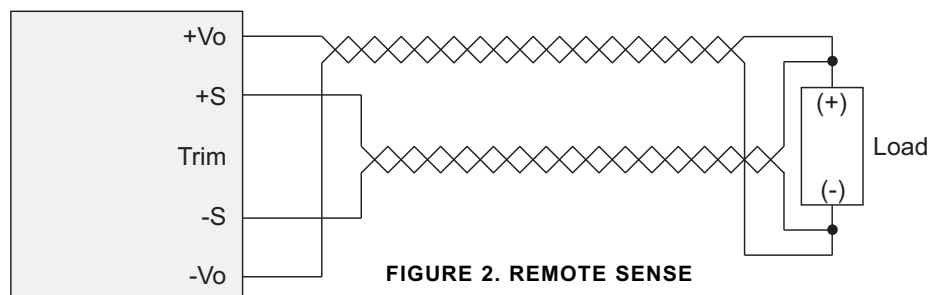 +Vo
+S
Trim
-S
-Vo
(+)
Load
(-)
FIGURE 2. REMOTE SENSE